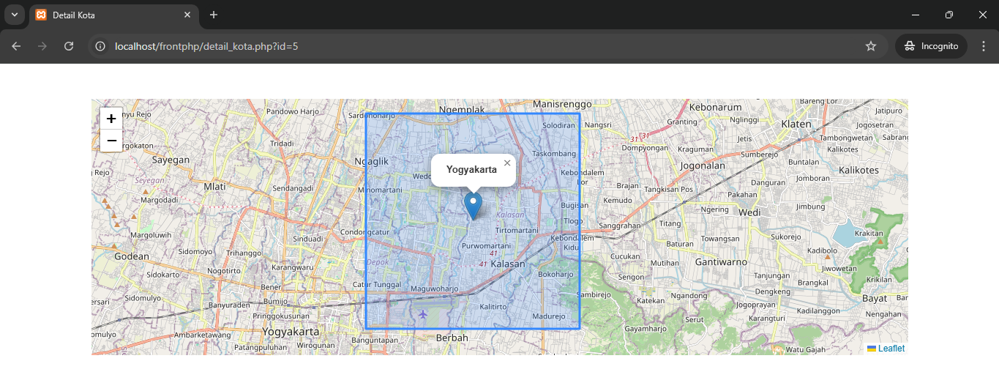 Detail Kota
localhost/frontphp/detail_kota.php?id=5
Incognito
+
−
Yogyakarta
×
nyu Rejo
Pandowo Harjo
Sardonoharjo
Ngemplak
Manisrenggo
Kebonarum
Bareng Lor
Jatipuro
Solodiran
Nangsri
Granting
Nglinggi
Klaten
Jogosetran
rgokaton
Tridadi
31 31
Jetis
Tambongwetan
Sabrang
Sayegan
Ngaglik
Taskombang
Dompyongan
Kraguman
Sumberejo
Kalikotes
Buntalan
Jogonalan
Kalikotes
Rejo
Seyegan
Mlati
Sendangadi
Minomartani
Kebondalem
Lor
Brajan
Tangkisan Pos
Danguran
Jomboran
Margodadi
Kemudo
Pakahan
Bugisan
Ngering
Wedi
Jimbung
Kalasan
Tlogo
Margoluwih
Sinduadi
Condongcatur
Tirtomartani
Sanggrahan
Titang
Krakitan
Kebondalem
Kidul
Baturan
Towangsan
Sukorejo
Purwomartani
Godean
Sidomoyo
Trihanggo
Karangwaru
Depok
41 41
Kalasan
Cucukan
Mutihan
Gantiwarno
Kadibolo
Jiwowetan
Sidokarto
Nogotirto
Bener
Catur Tunggal
Maguwoharjo
Bokoharjo
Sengon
Tanjungan
Brangkal
Krikilan
Sidomulyo
Banyuraden
Bumijo
Sambirejo
Katekan
Ngandong
Dengkeng
Bayat
Kalitirto
Jogoprayan
Kadilanggon
Pringgokusunan
Madurejo
Serut
Karangturi
Nengahan
Yogyakarta
Ambarketawang
Banguntapan
Berbah
Gayamharjo
Patangpuluhan
Wirogunan
Watu Gajah
Leaflet